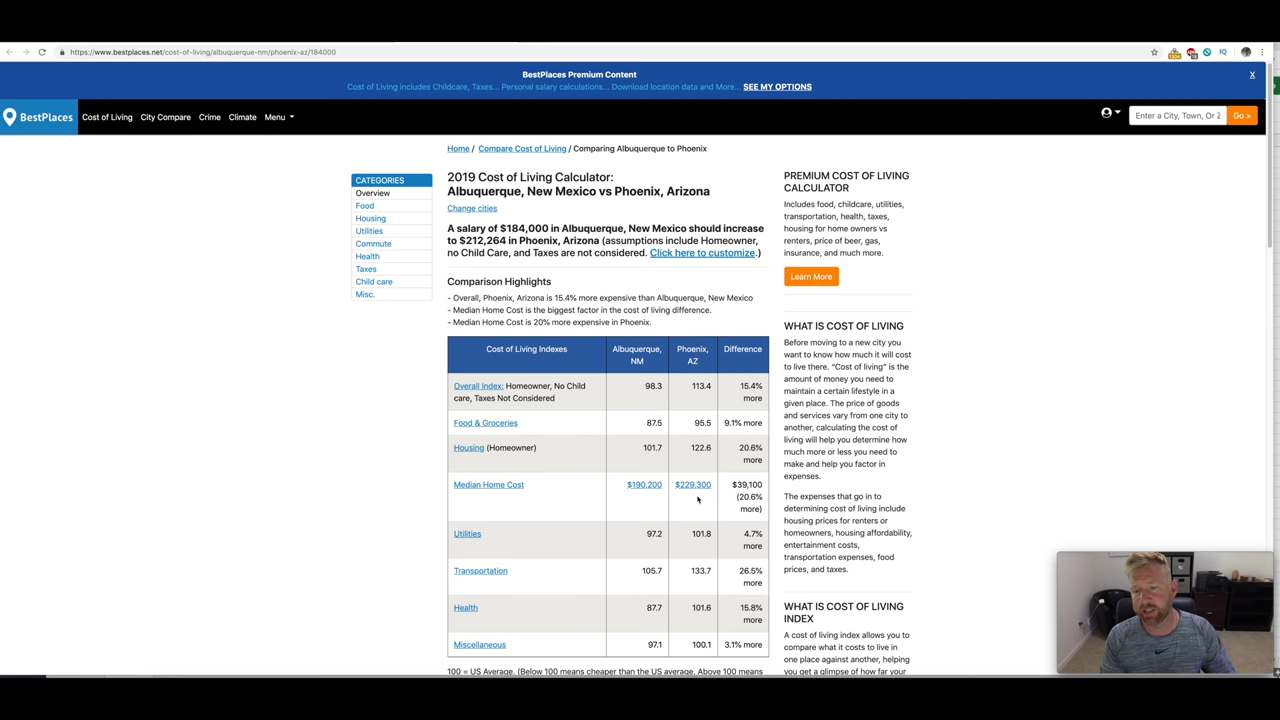 https://www.bestplaces.net/cost-of-living/albuquerque-nm/phoenix-az/184000
BestPlaces Premium Content
Cost of Living includes Childcare, Taxes... Personal salary calculations... Download location data and More... SEE MY OPTIONS
X
BestPlaces
Cost of Living
City Compare
Crime
Climate
Menu
Enter a City, Town, Or Z
Go >
Home / Compare Cost of Living / Comparing Albuquerque to Phoenix
CATEGORIES
Overview
Food
Housing
Utilities
Commute
Health
Taxes
Child care
Misc.
2019 Cost of Living Calculator:
Albuquerque, New Mexico vs Phoenix, Arizona
Change cities
A salary of $184,000 in Albuquerque, New Mexico should increase
to $212,264 in Phoenix, Arizona (assumptions include Homeowner,
no Child Care, and Taxes are not considered. Click here to customize.)
Comparison Highlights
- Overall, Phoenix, Arizona is 15.4% more expensive than Albuquerque, New Mexico
- Median Home Cost is the biggest factor in the cost of living difference.
- Median Home Cost is 20% more expensive in Phoenix.
Cost of Living Indexes
Albuquerque,
NM
Phoenix,
AZ
Difference
Overall Index: Homeowner, No Child
care, Taxes Not Considered
98.3
113.4
15.4%
more
Food & Groceries
87.5
95.5
9.1% more
Housing (Homeowner)
101.7
122.6
20.6%
more
Median Home Cost
$190,200
$229,300
$39,100
(20.6%
more)
Utilities
97.2
101.8
4.7%
more
Transportation
105.7
133.7
26.5%
more
Health
87.7
101.6
15.8%
more
Miscellaneous
97.1
100.1
3.1% more
100 = US Average. (Below 100 means cheaper than the US average. Above 100 means
PREMIUM COST OF LIVING
CALCULATOR
Includes food, childcare, utilities,
transportation, health, taxes,
housing for home owners vs
renters, price of beer, gas,
insurance, and much more.
Learn More
WHAT IS COST OF LIVING
Before moving to a new city you
want to know how much it will cost
to live there. "Cost of living" is the
amount of money you need to
maintain a certain lifestyle in a
given place. The price of goods
and services vary from one city to
another, calculating the cost of
living will help you determine how
much more or less you need to
make and help you factor in
expenses.
The expenses that go in to
determining cost of living include
housing prices for renters or
homeowners, housing affordability,
entertainment costs,
transportation expenses, food
prices, and taxes.
WHAT IS COST OF LIVING
INDEX
A cost of living index allows you to
compare what it costs to live in
one place against another, helping
you get a glimpse of how far your